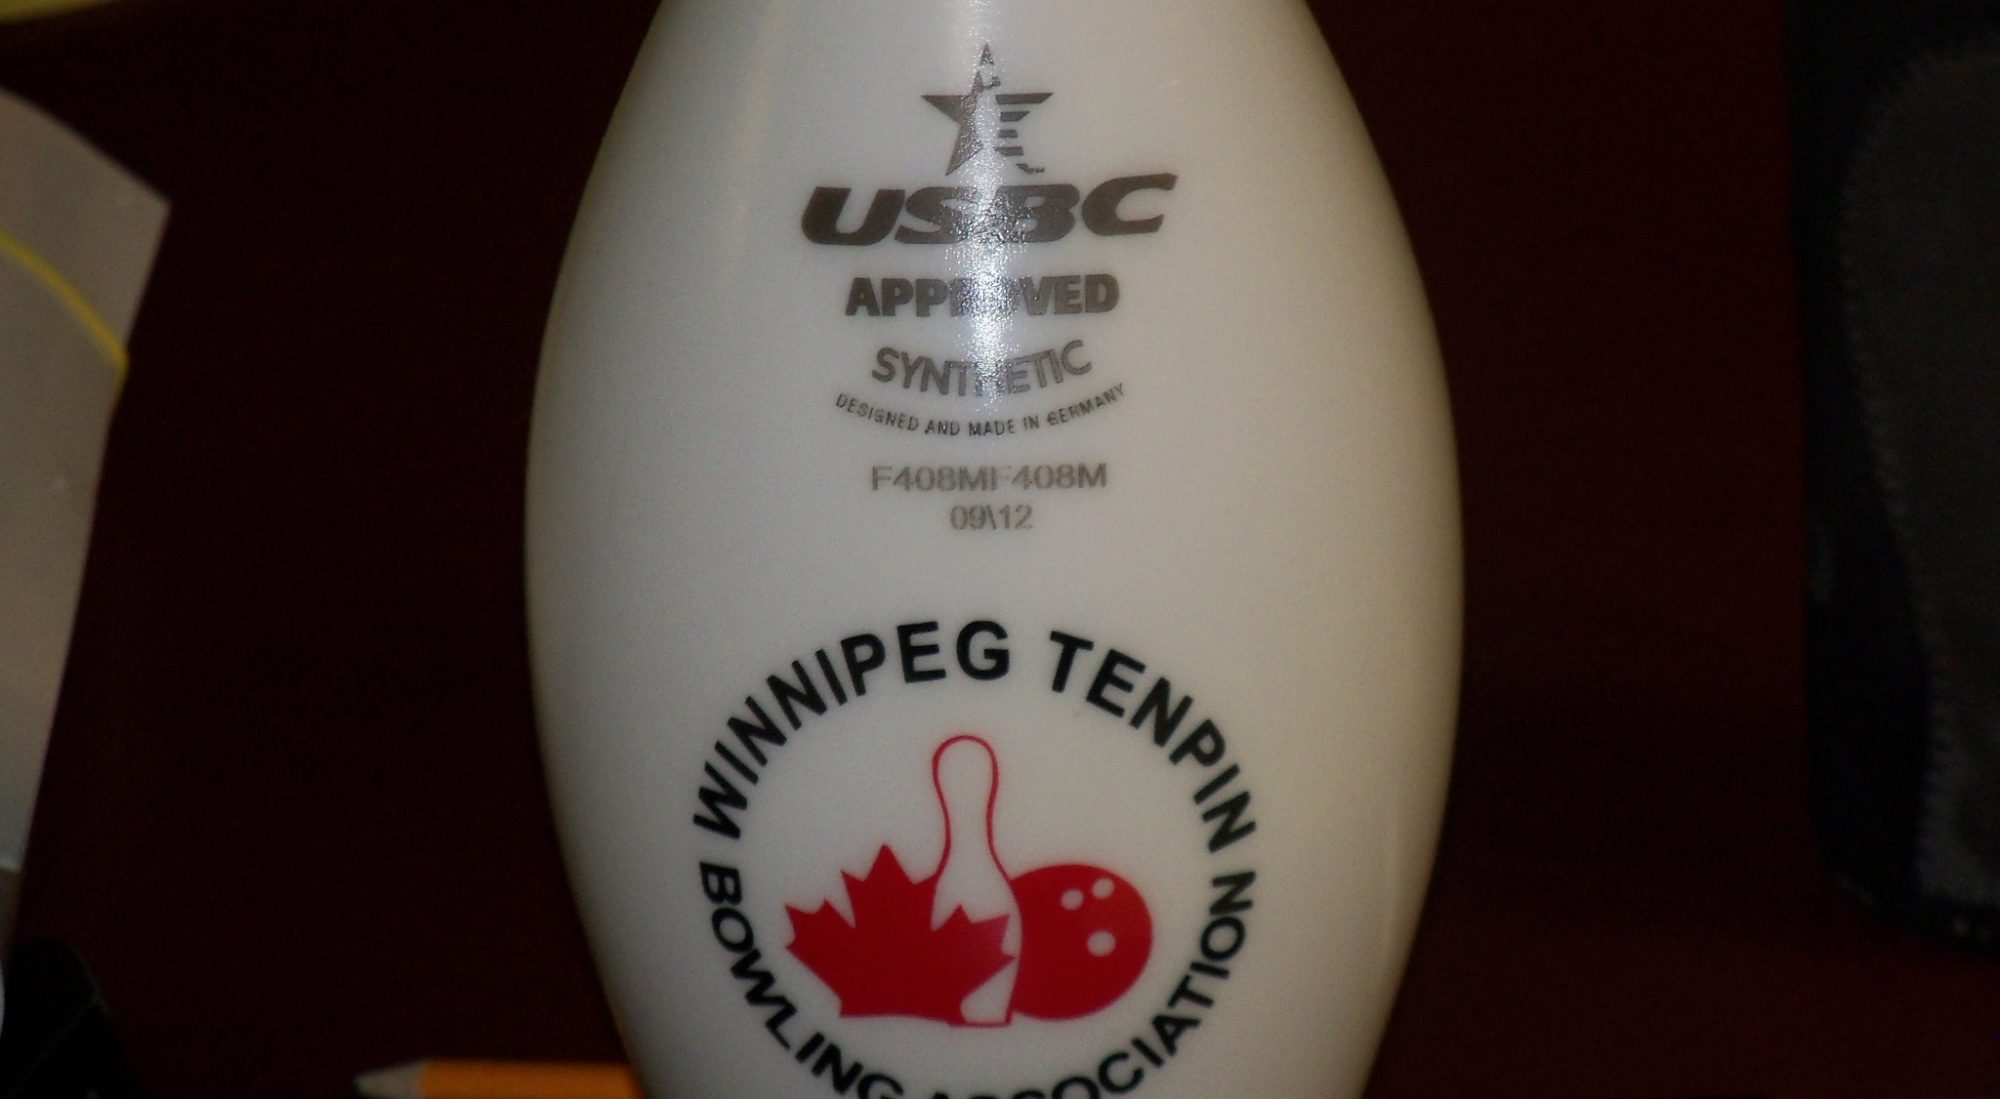 USBC
APPROVED
SYNTHETIC
DESIGNED AND MADE IN GERMANY
F408MF408M
09\12
WINNIPEG TENPIN
BOWLING ASSOCIATION